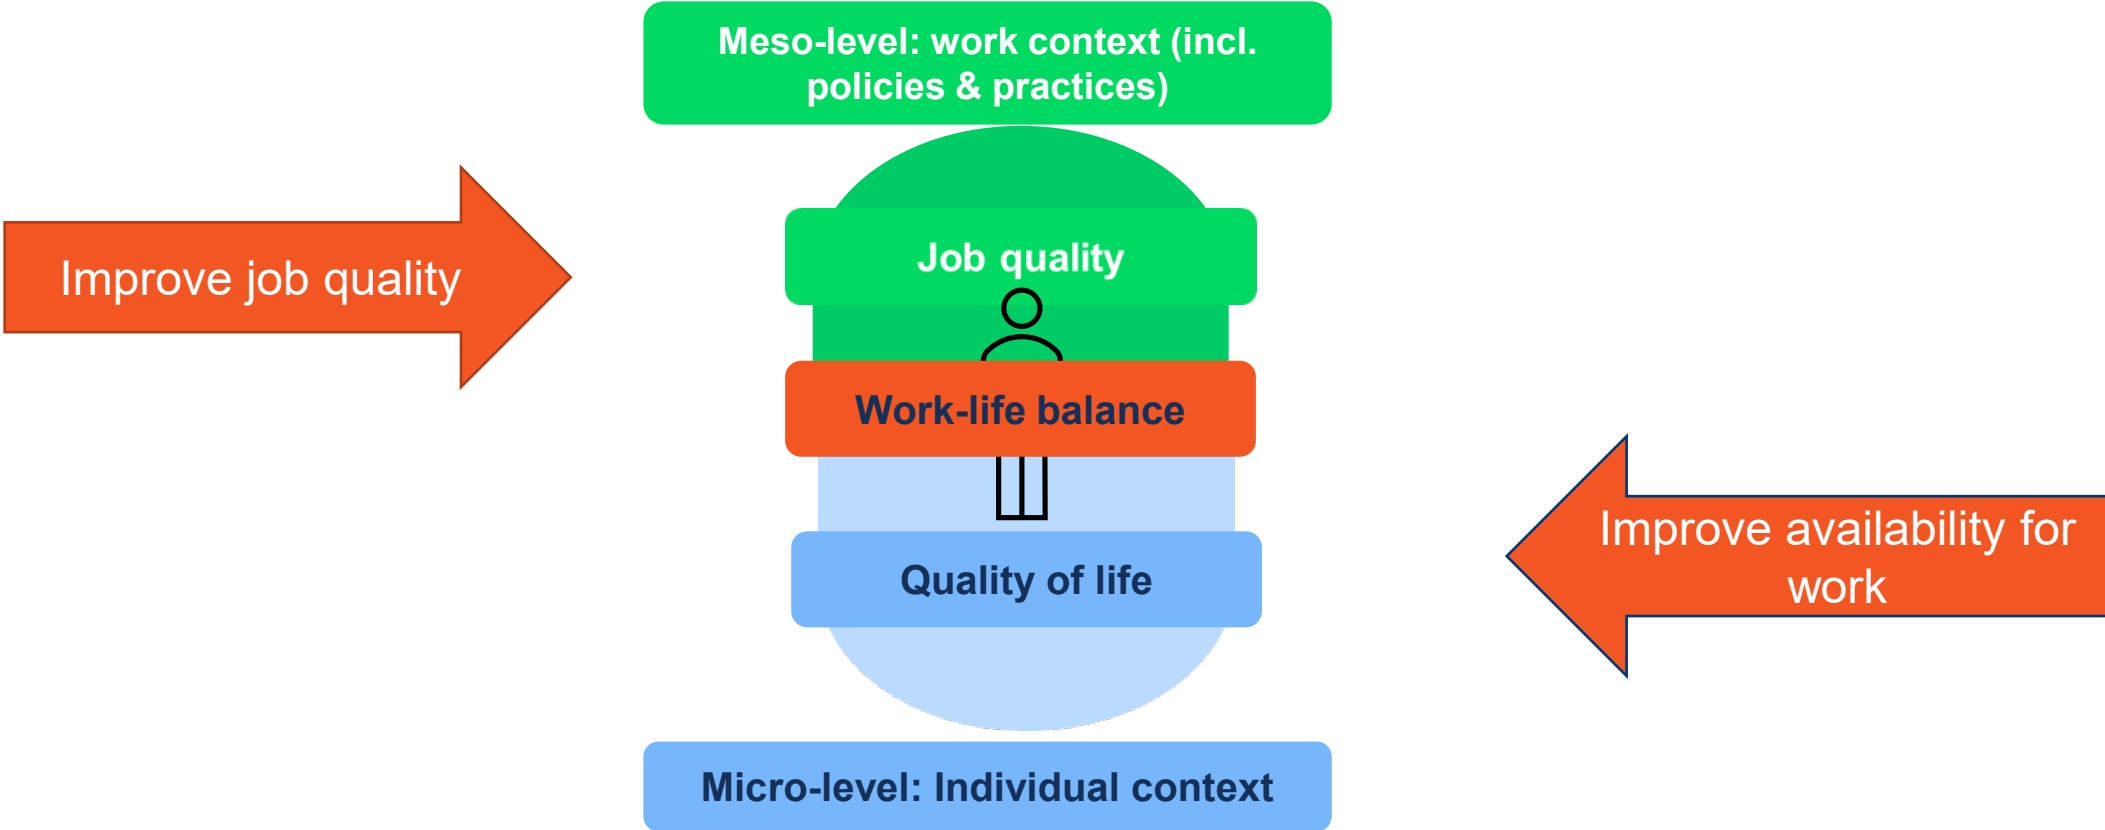 Meso-level: work context (incl.
policies & practices)
Improve job quality
Job quality
Work-life balance
Improve availability for
work
Quality of life
Micro-level: Individual context